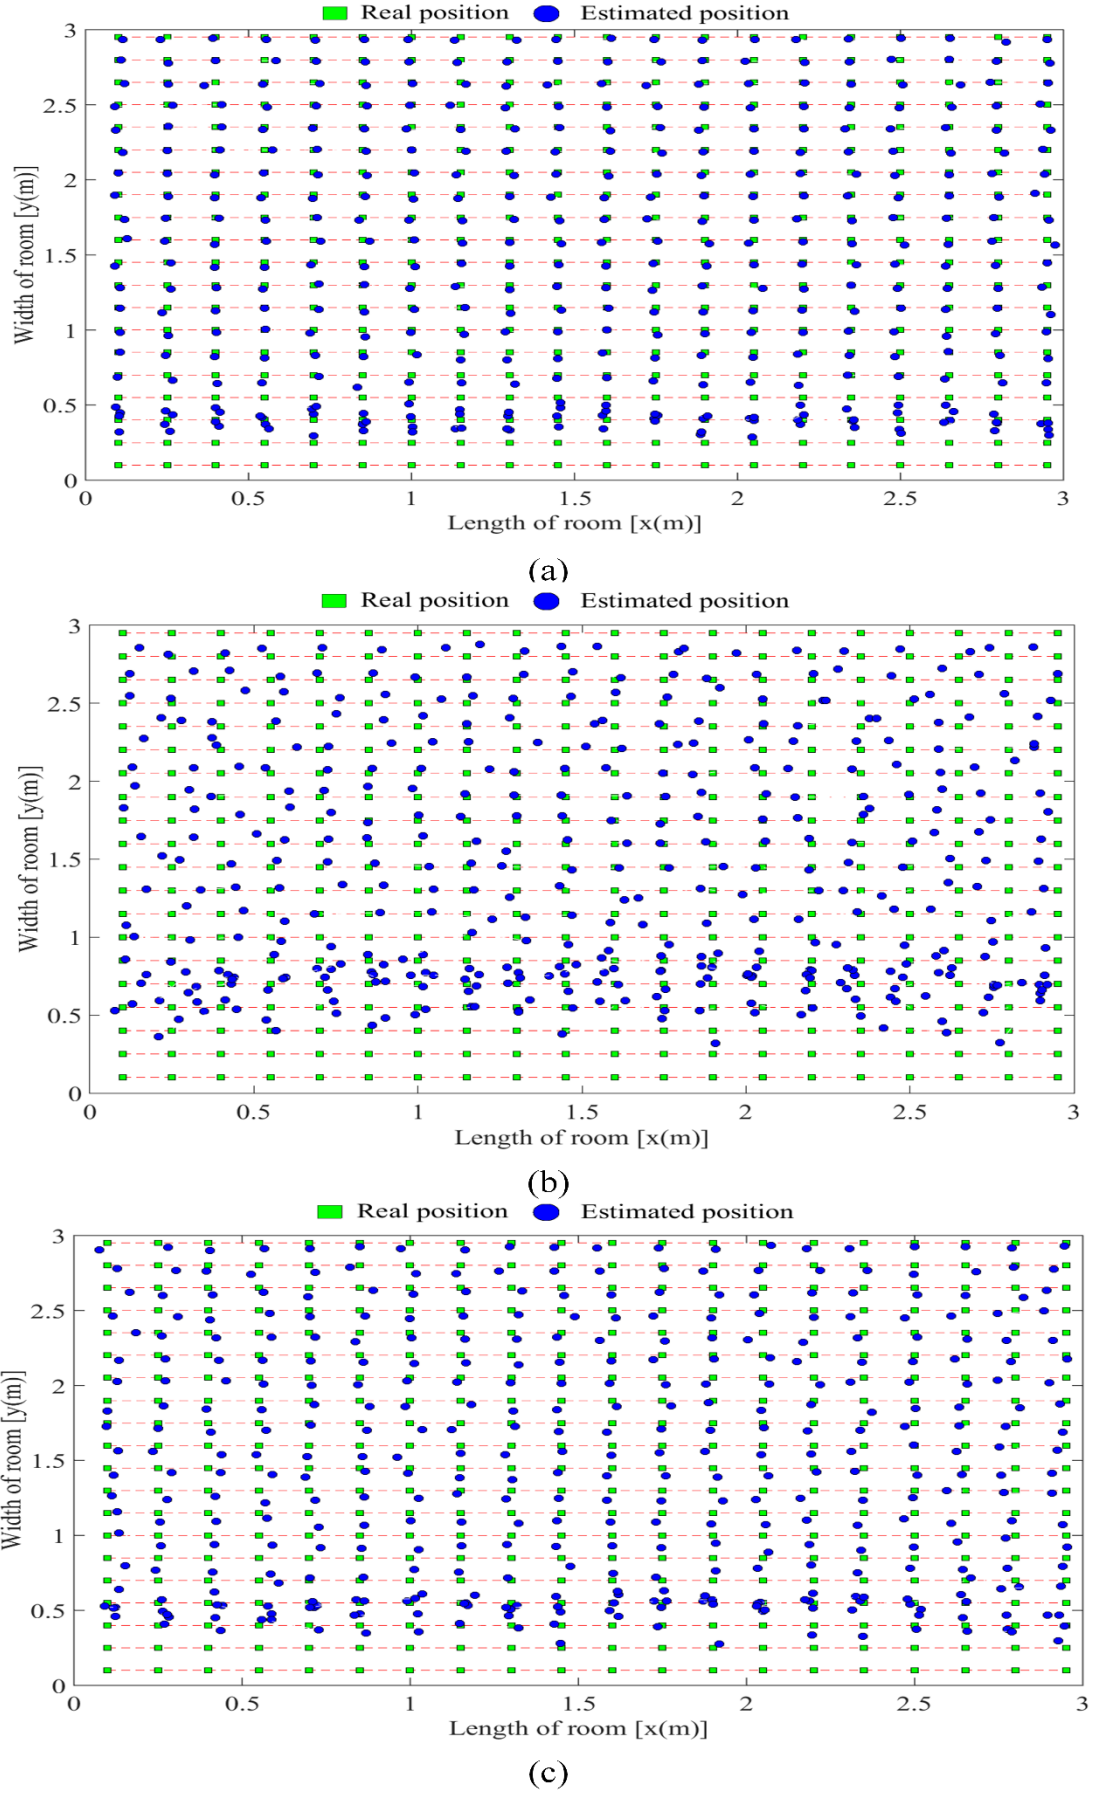 Real position Estimated position
3
2.5
2
1.5
1
0.5
0
Width of room [y(m)]
0 0.5 1 1.5 2 2.5 3
Length of room [x(m)]
(a)
Real position Estimated position
3
2.5
2
1.5
1
0.5
0
Width of room [y(m)]
0 0.5 1 1.5 2 2.5 3
Length of room [x(m)]
(b)
Real position Estimated position
3
2.5
2
1.5
1
0.5
0
Width of room [y(m)]
0 0.5 1 1.5 2 2.5 3
Length of room [x(m)]
(c)